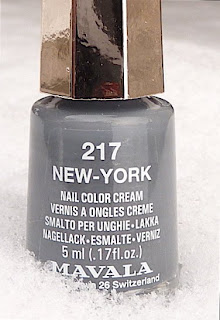 217
NEW-YORK
NAIL COLOR CREAM
VERNIS A ONGLES CREME
SMALTO PER UNGHIE•LAKKA
NAGELLACK•ESMALTE•VERNIZ
5 ml (.17fl.oz.)
MAVALA
26 Switzerland